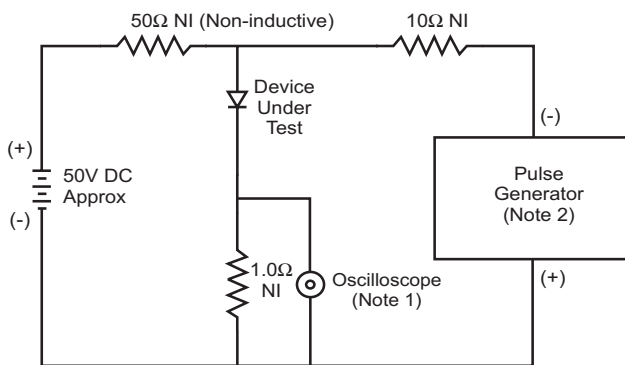 50Ω NI (Non-inductive)
10Ω NI
Device
Under
Test
(-)
(+)
50V DC
Approx
(-)
Pulse
Generator
(Note 2)
1.0Ω
NI
Oscilloscope
(Note 1)
(+)